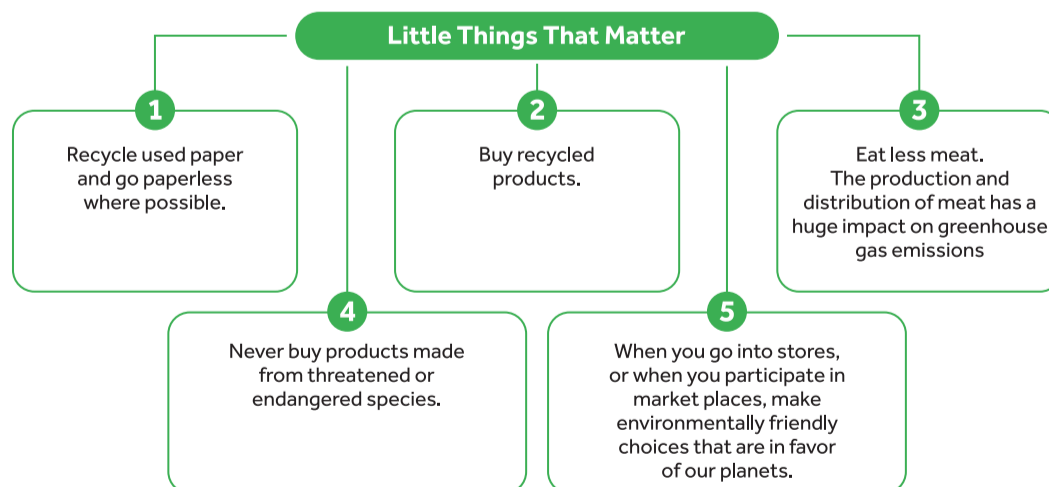 Little Things That Matter
1
Recycle used paper
and go paperless
where possible.
2
Buy recycled
products.
3
Eat less meat.
The production and
distribution of meat has a
huge impact on greenhouse
gas emissions
4
Never buy products made
from threatened or
endangered species.
5
When you go into stores,
or when you participate in
market places, make
environmentally friendly
choices that are in favor
of our planets.